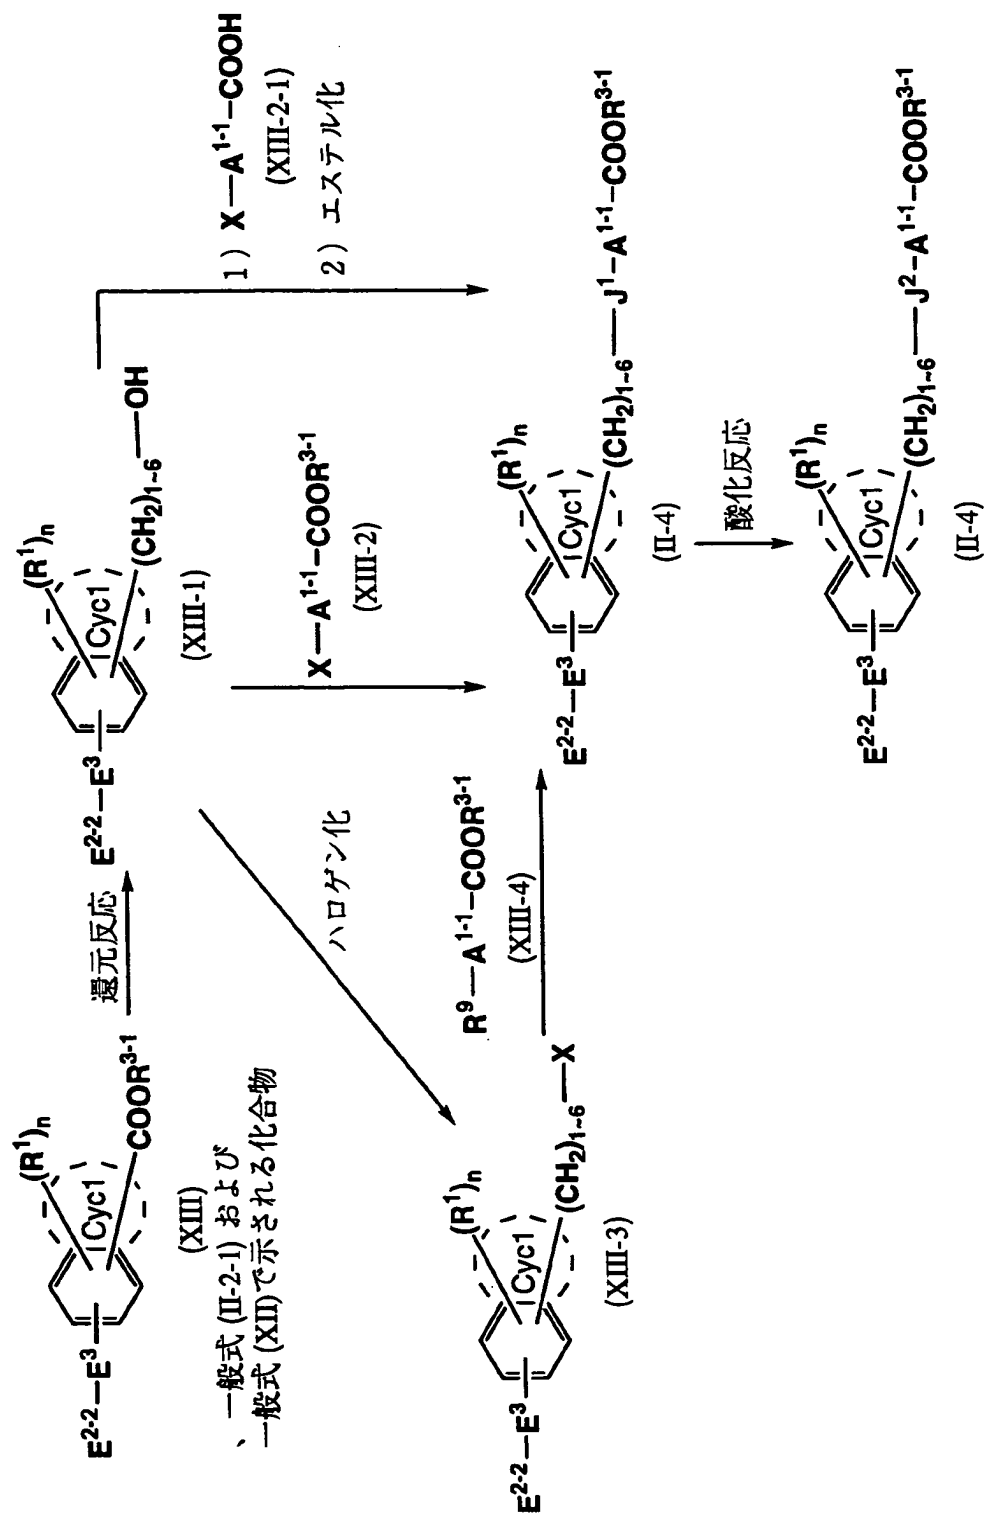 E²⁻²—E³ Cyc1 (R¹)ₙ COOR³⁻¹
(XIII)
、一般式 (II-2-1) および
一般式 (XII) で示される化合物
還元反応
E²⁻²—E³ Cyc1 (R¹)ₙ (CH₂)₁~₆—OH
(XIII-1)
1) X—A¹⁻¹—COOH
(XIII-2-1)
2) エステル化
X—A¹⁻¹—COOR³⁻¹
(XIII-2)
ハロゲン化
E²⁻²—E³ Cyc1 (R¹)ₙ (CH₂)₁~₆—X
(XIII-3)
R⁹—A¹⁻¹—COOR³⁻¹
(XIII-4)
E²⁻²—E³ Cyc1 (R¹)ₙ (CH₂)₁~₆—J¹—A¹⁻¹—COOR³⁻¹
(II-4)
酸化反応
E²⁻²—E³ Cyc1 (R¹)ₙ (CH₂)₁~₆—J²—A¹⁻¹—COOR³⁻¹
(II-4)